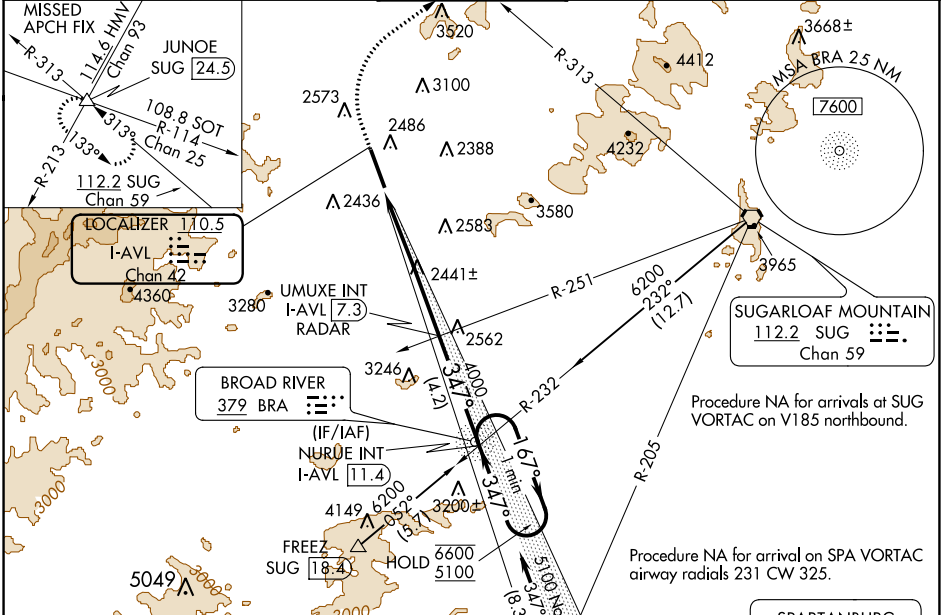 MISSED
APCH FIX
R-313
114.6 HMV
Chan 93
JUNOE
SUG 24.5
108.8 SOT
R-114
Chan 25
313°
133°
R-213
112.2 SUG
Chan 59
3520
3100
2573
2486
2388
2436
2583
2441±
2562
3246
R-313
4412
4232
3580
3668±
MSA BRA 25 NM
7600
3965
LOCALIZER 110.5
I-AVL
Chan 42
4360
3280
UMUXE INT
I-AVL 7.3
RADAR
R-251
6200
232°
(12.7)
SUGARLOAF MOUNTAIN
112.2 SUG
Chan 59
3000
BROAD RIVER
379 BRA
4000
347°
(4.2)
R-232
Procedure NA for arrivals at SUG
VORTAC on V185 northbound.
(IF/IAF)
NURUE INT
I-AVL 11.4
167°
1 min
347°
R-205
3000
4149
6200
052°
(5.7)
3200±
FREEZ
SUG 18.4
HOLD
6600
5100
5100
347°
5049
3000
3000
Procedure NA for arrival on SPA VORTAC
airway radials 231 CW 325.